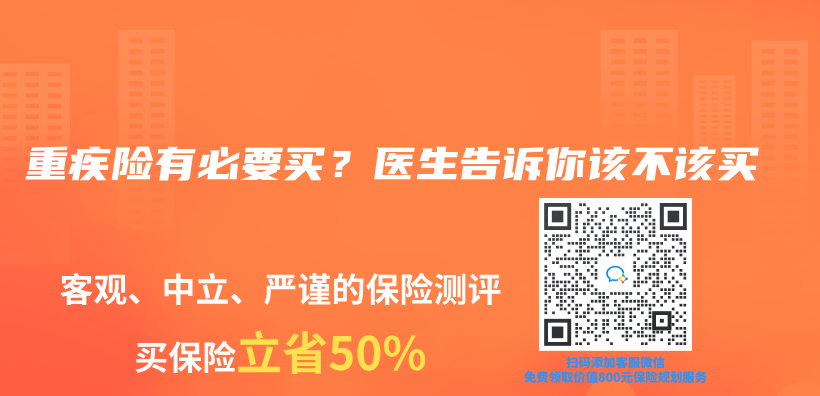 重疾险有必要买？医生告诉你该不该买
客观、中立、严谨的保险测评
买保险立省50%
扫码添加客服微信
免费领取价值800元保险规划服务